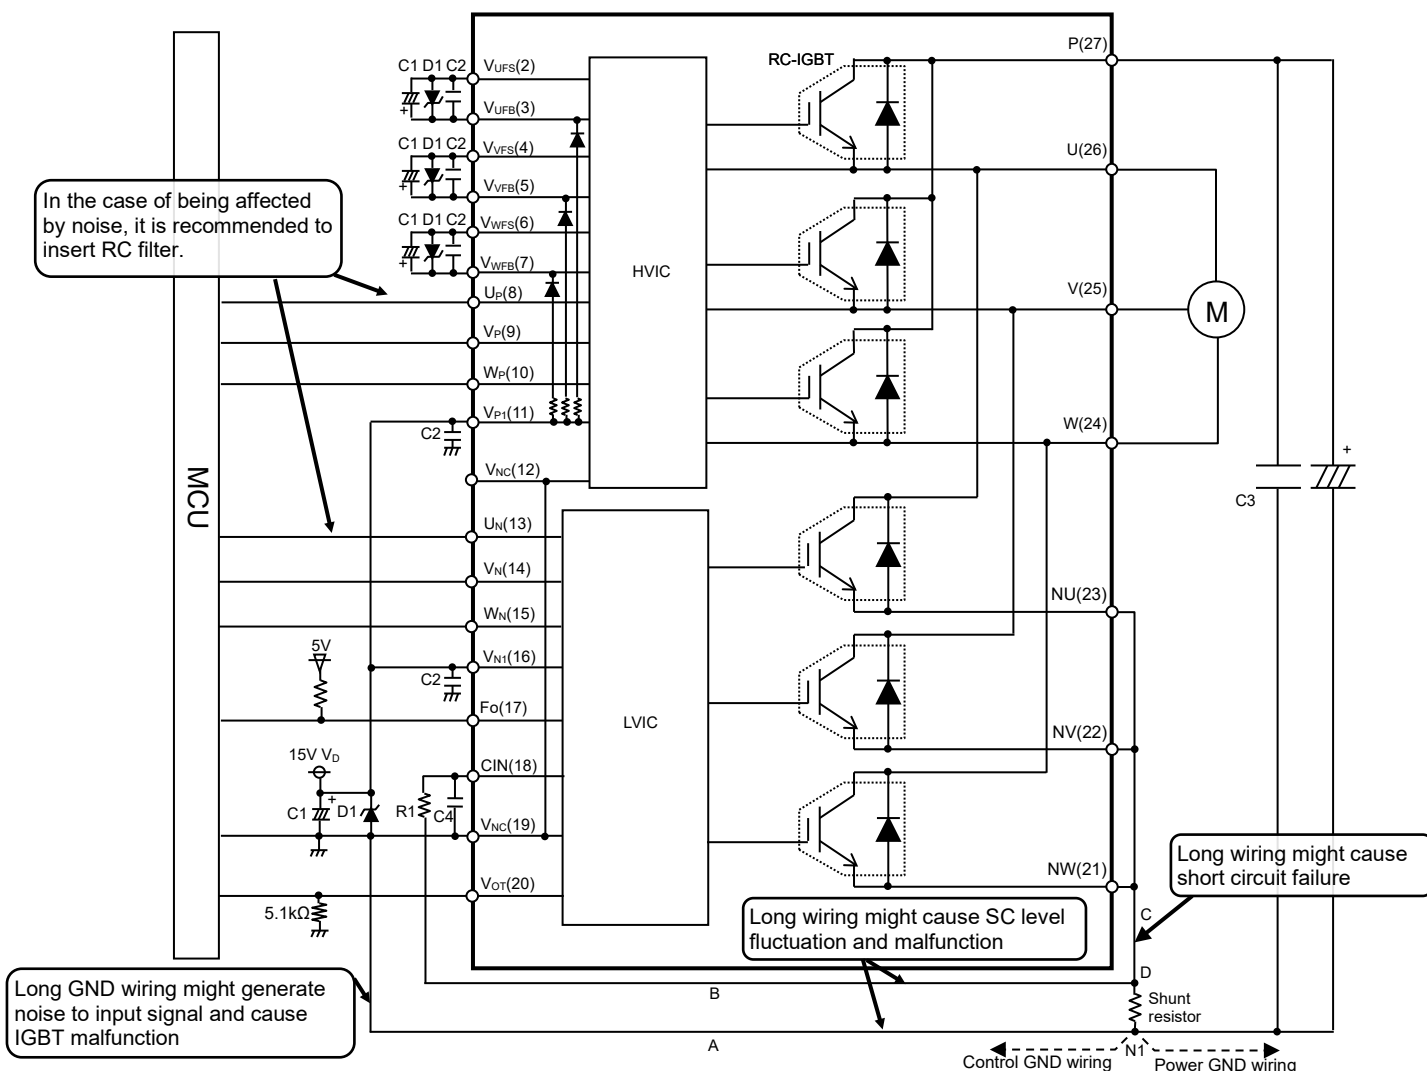 P(27)
RC-IGBT
C1 D1 C2
VUFS(2)
+
VUFB(3)
C1 D1 C2
VVFS(4)
U(26)
+
VVFB(5)
In the case of being affected
by noise, it is recommended to
insert RC filter.
C1 D1 C2
VWFS(6)
+
VWFB(7)
HVIC
UP(8)
V(25)
M
VP(9)
WP(10)
VP1(11)
C2
W(24)
+
VNC(12)
C3
MCU
UN(13)
VN(14)
NU(23)
WN(15)
5V
VN1(16)
C2
Fo(17)
LVIC
NV(22)
15V VD
CIN(18)
+
C1 D1 R1 C4
VNC(19)
Long wiring might cause
short circuit failure
NW(21)
VOT(20)
5.1kΩ
Long wiring might cause SC level
fluctuation and malfunction
C
D
Long GND wiring might generate
noise to input signal and cause
IGBT malfunction
B
Shunt
resistor
A
N1
Control GND wiring
Power GND wiring